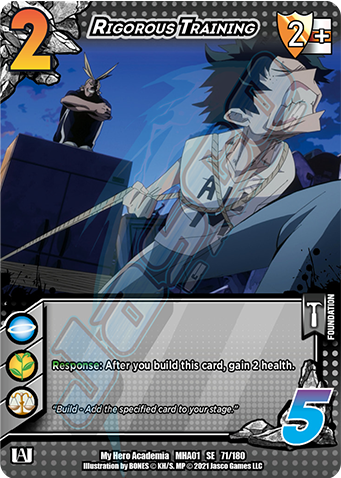 2
RIGOROUS TRAINING
2 +
FOUNDATION
Response: After you build this card, gain 2 health.
"Build - Add the specified card to your stage."
5
My Hero Academia MHA01 SE 71/180
Illustration by BONES © KH/S. MP © 2021 Jasco Games LLC